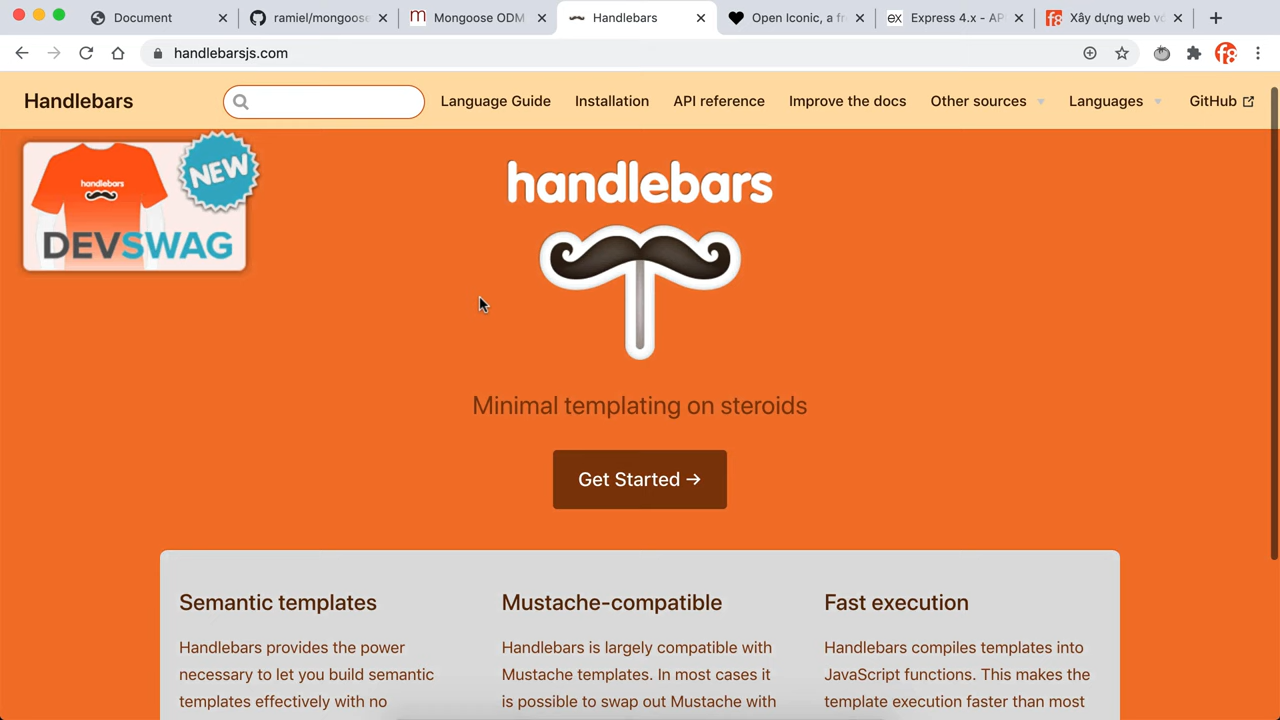 Document
ramiel/mongoose
Mongoose ODM
Handlebars
Open Iconic, a fr
Express 4.x - AP
Xây dựng web vớ
handlebarsjs.com
Handlebars
Language Guide
Installation
API reference
Improve the docs
Other sources
Languages
GitHub
handlebars
NEW
DEVSWAG
handlebars
Minimal templating on steroids
Get Started →
Semantic templates
Handlebars provides the power
necessary to let you build semantic
templates effectively with no
Mustache-compatible
Handlebars is largely compatible with
Mustache templates. In most cases it
is possible to swap out Mustache with
Fast execution
Handlebars compiles templates into
JavaScript functions. This makes the
template execution faster than most